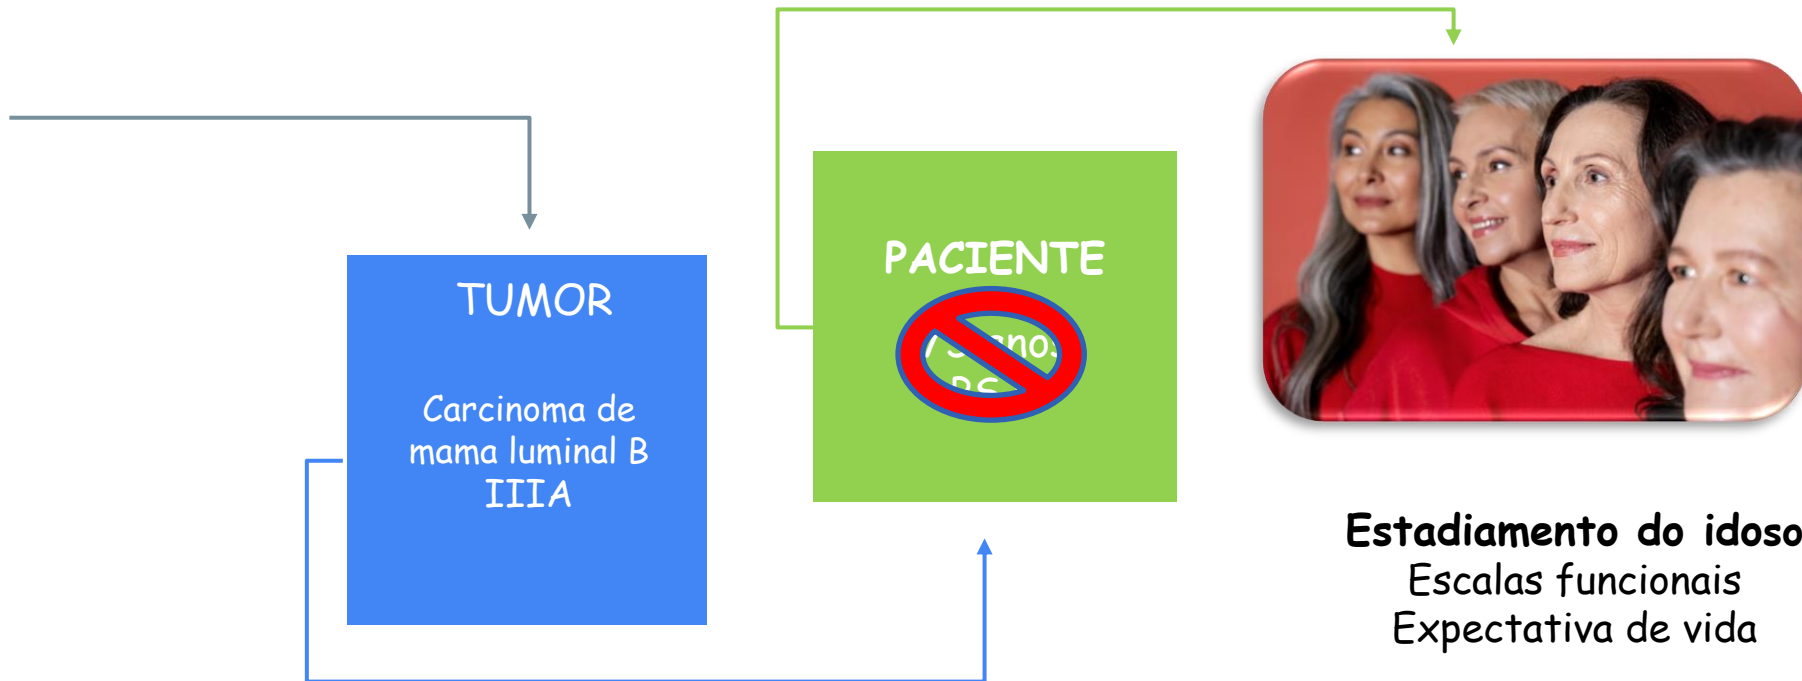 TUMOR
Carcinoma de
mama luminal B
IIIA
PACIENTE
Estadiamento do idoso
Escalas funcionais
Expectativa de vida